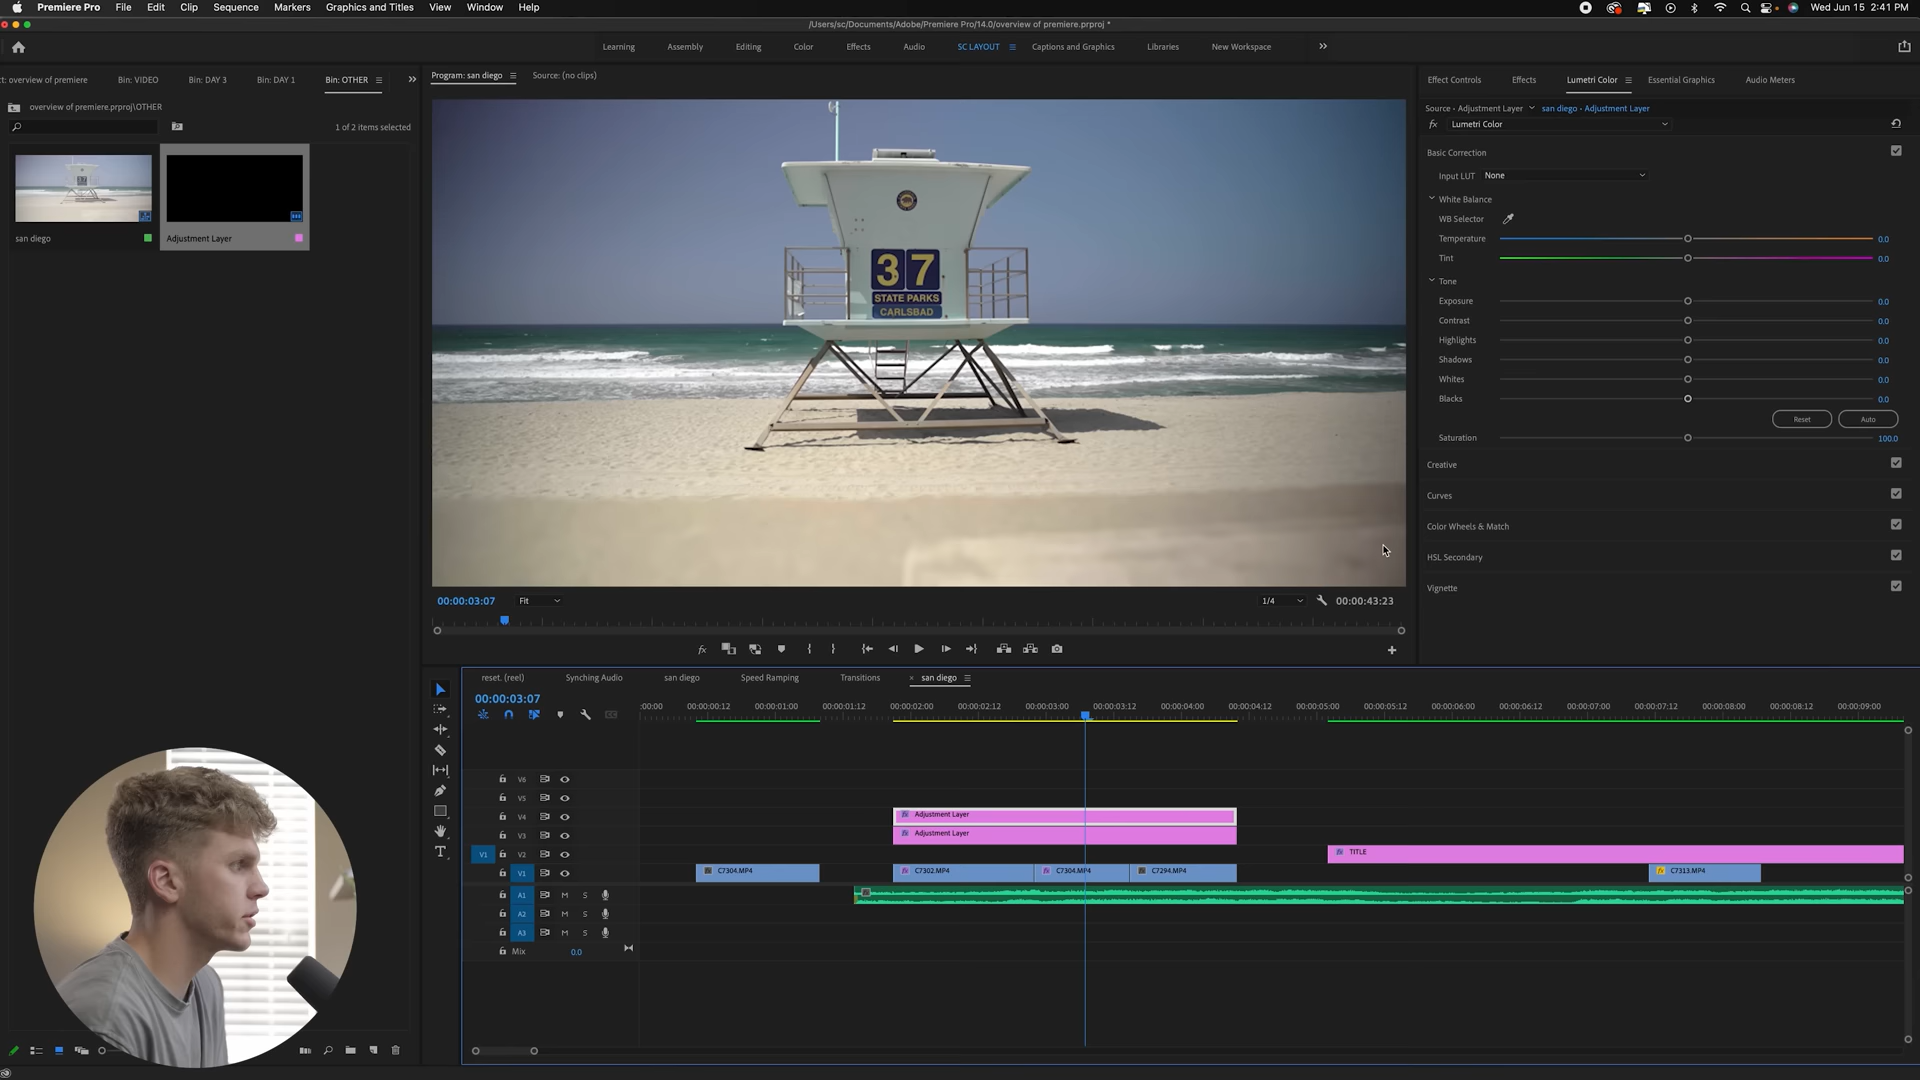 Premiere Pro File Edit Clip Sequence Markers Graphics and Titles View Window Help Wed Jun 15 2:41 PM
/Users/sc/Documents/Adobe/Premiere Pro/14.0/overview of premiere.prproj *
Learning Assembly Editing Color Effects Audio SC LAYOUT Captions and Graphics Libraries New Workspace
ct: overview of premiere Bin: VIDEO Bin: DAY 3 Bin: DAY 1 Bin: OTHER
overview of premiere.prproj\OTHER
1 of 2 items selected
san diego Adjustment Layer
Program: san diego Source: (no clips)
37
STATE PARKS
CARLSBAD
00:00:03:07 Fit 1/4 00:00:43:23
Effect Controls Effects Lumetri Color Essential Graphics Audio Meters
Source • Adjustment Layer san diego • Adjustment Layer
fx Lumetri Color
Basic Correction
Input LUT None
White Balance
WB Selector
Temperature 0.0
Tint 0.0
Tone
Exposure 0.0
Contrast 0.0
Highlights 0.0
Shadows 0.0
Whites 0.0
Blacks 0.0
Reset Auto
Saturation 100.0
Creative
Curves
Color Wheels & Match
HSL Secondary
Vignette
reset. (reel) Synching Audio san diego Speed Ramping Transitions × san diego
00:00:03:07
:00:00 00:00:00:12 00:00:01:00 00:00:01:12 00:00:02:00 00:00:02:12 00:00:03:00 00:00:03:12 00:00:04:00 00:00:04:12 00:00:05:00 00:00:05:12 00:00:06:00 00:00:06:12 00:00:07:00 00:00:07:12 00:00:08:00 00:00:08:12 00:00:09:00
V6
V5
V4 fx Adjustment Layer
V3 fx Adjustment Layer
V1 V2 fx TITLE
V1 fx C7304.MP4 fx C7302.MP4 fx C7304.MP4 fx C7294.MP4 fx C7313.MP4
A1 M S
A2 M S
A3 M S
Mix 0.0